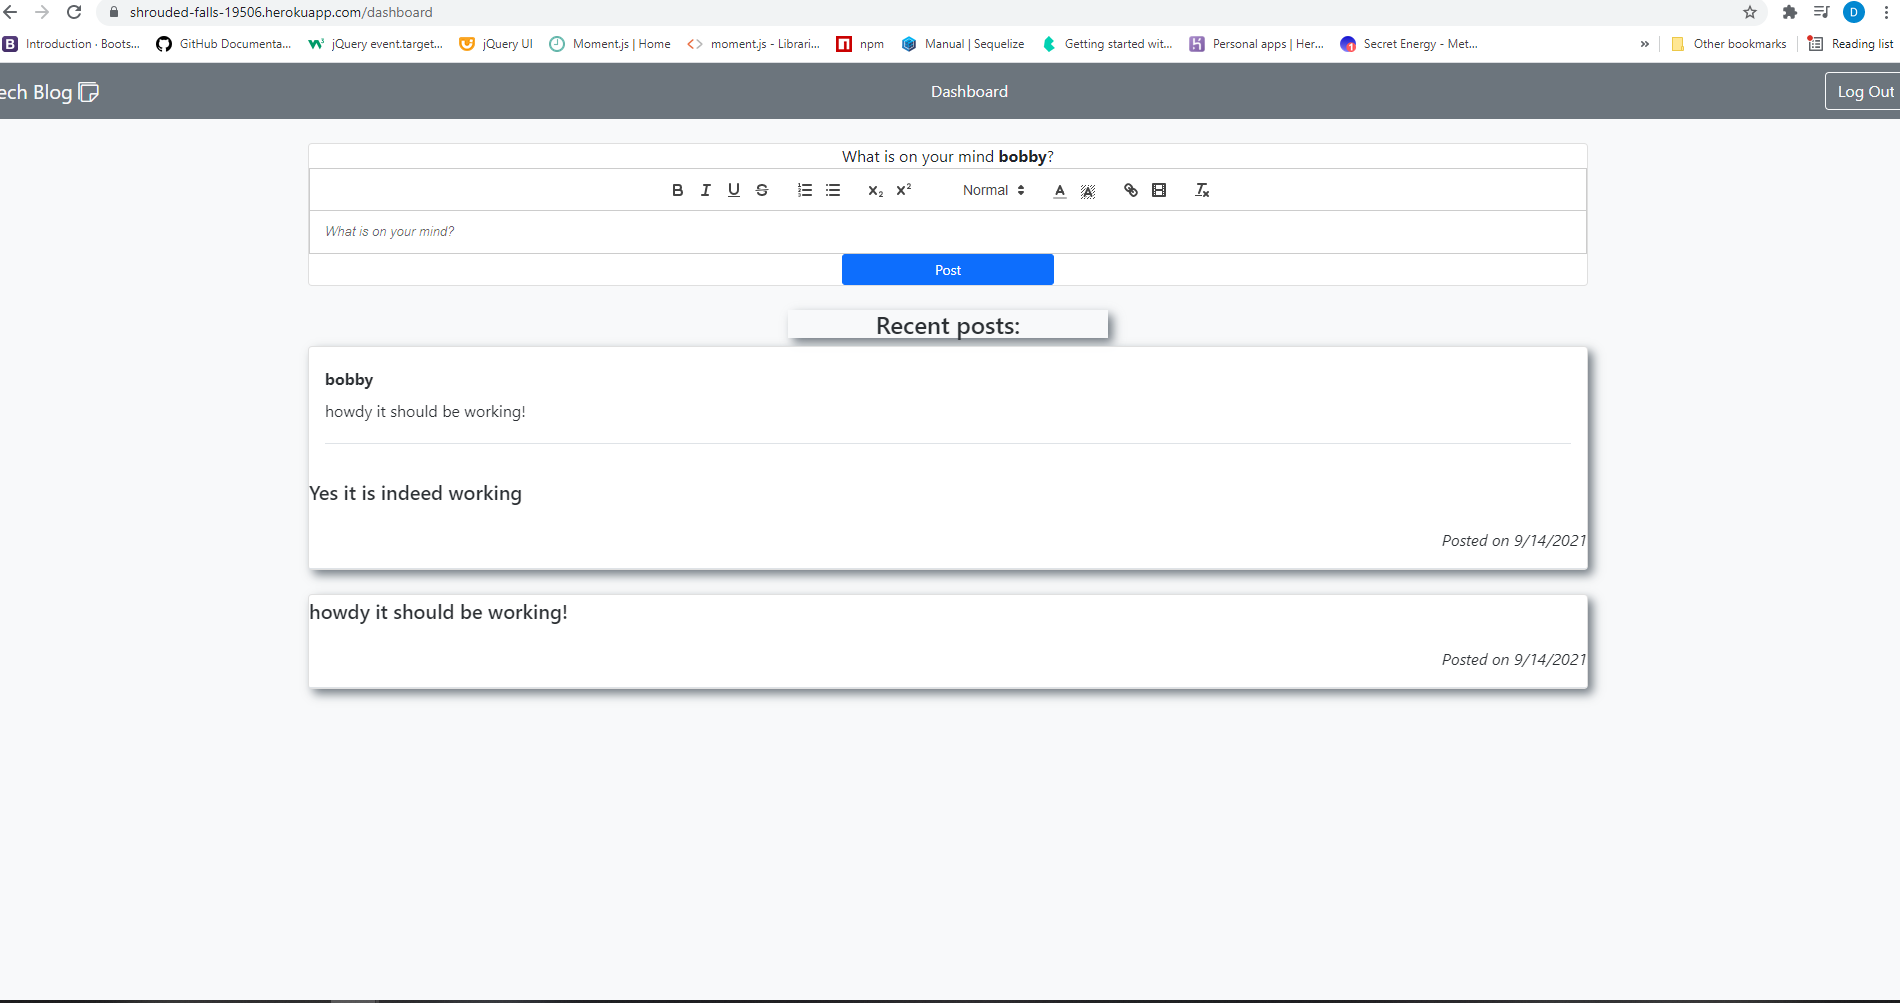 shrouded-falls-19506.herokuapp.com/dashboard
D
B Introduction · Boots... GitHub Documenta... jQuery event.target... jQuery UI Moment.js | Home moment.js - Librari... npm Manual | Sequelize Getting started wit... Personal apps | Her... Secret Energy - Met... » Other bookmarks Reading list
ech Blog Dashboard Log Out
What is on your mind bobby?
B I U S x₂ x² Normal A A Tx
What is on your mind?
Post
Recent posts:
bobby
howdy it should be working!
Yes it is indeed working
Posted on 9/14/2021
howdy it should be working!
Posted on 9/14/2021